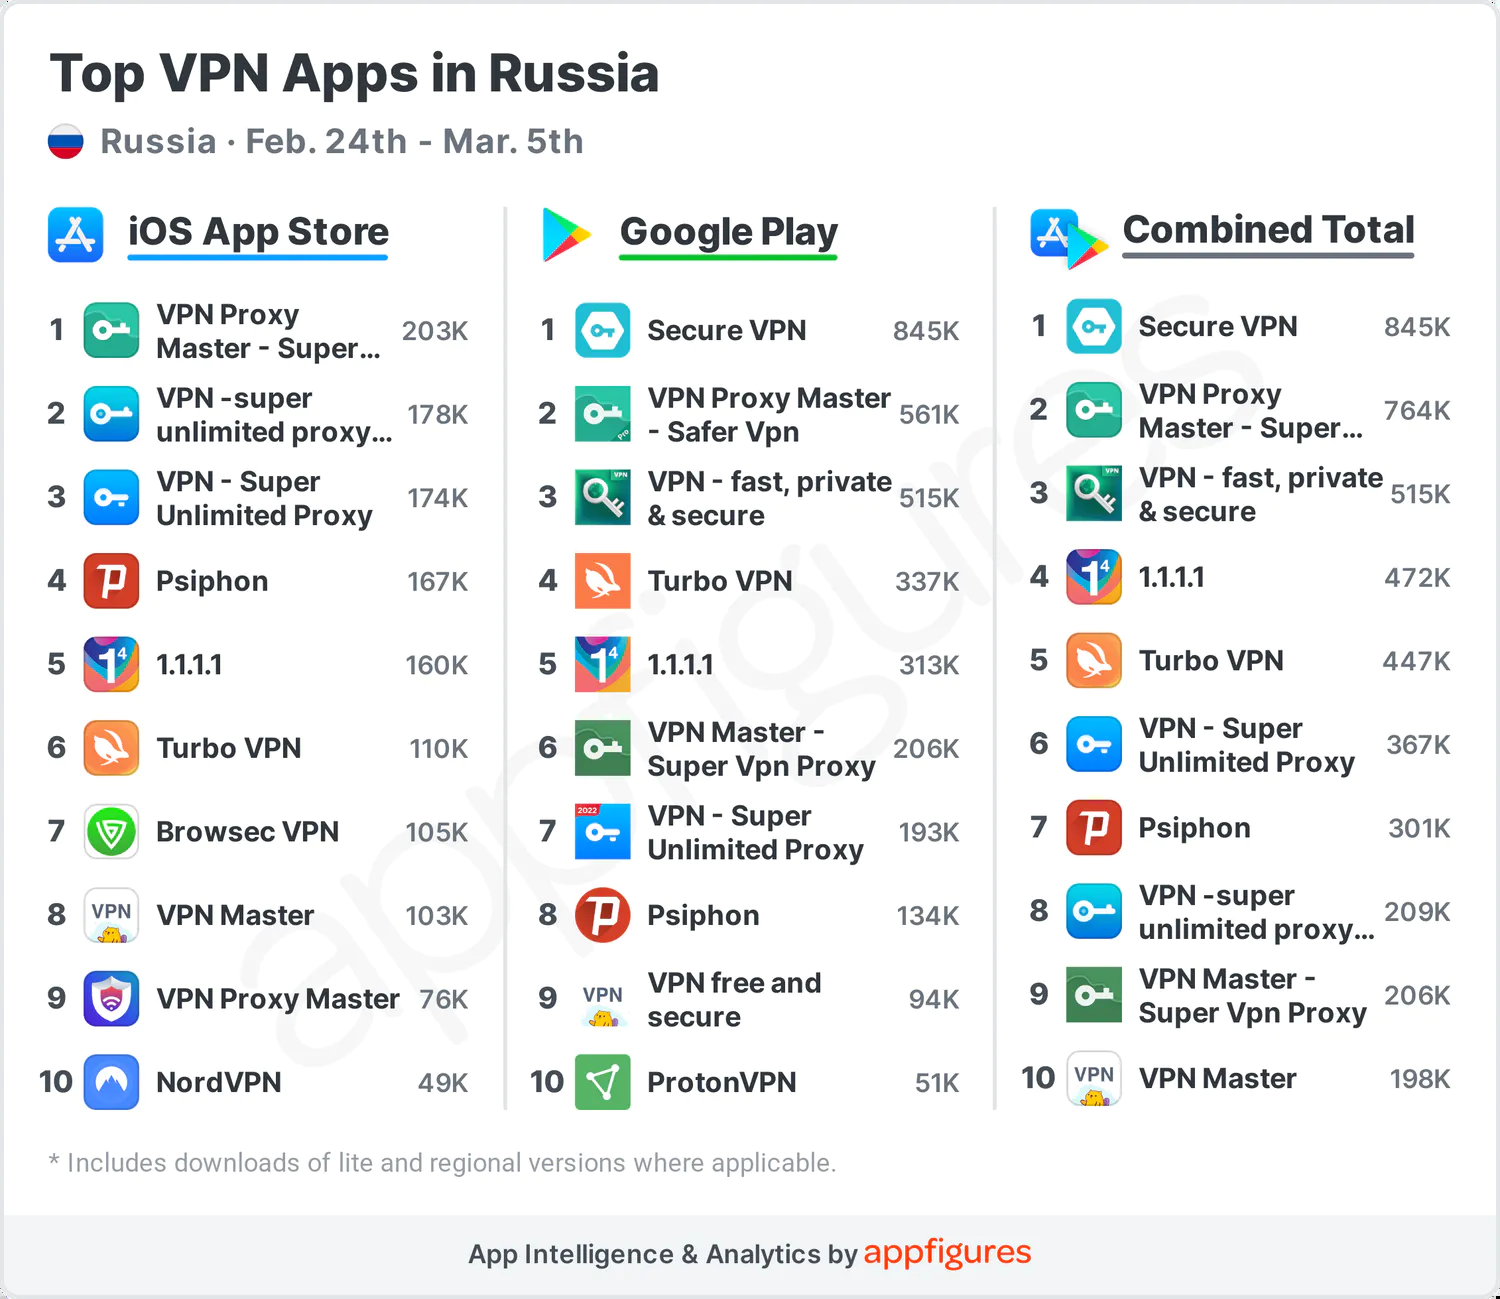 Top VPN Apps in Russia
Russia · Feb. 24th - Mar. 5th
iOS App Store
1 VPN Proxy
Master - Super... 203K
2 VPN -super
unlimited proxy... 178K
3 VPN - Super
Unlimited Proxy 174K
4 Psiphon 167K
5 1.1.1.1 160K
6 Turbo VPN 110K
7 Browsec VPN 105K
8 VPN VPN Master 103K
9 VPN Proxy Master 76K
10 NordVPN 49K
Google Play
1 Secure VPN 845K
2 Pro VPN Proxy Master
- Safer Vpn 561K
3 VPN VPN - fast, private
& secure 515K
4 Turbo VPN 337K
5 1.1.1.1 313K
6 VPN Master -
Super Vpn Proxy 206K
7 2022 VPN - Super
Unlimited Proxy 193K
8 Psiphon 134K
9 VPN VPN free and
secure 94K
10 ProtonVPN 51K
Combined Total
1 Secure VPN 845K
2 VPN Proxy
Master - Super... 764K
3 VPN VPN - fast, private
& secure 515K
4 1.1.1.1 472K
5 Turbo VPN 447K
6 VPN - Super
Unlimited Proxy 367K
7 Psiphon 301K
8 VPN -super
unlimited proxy... 209K
9 VPN Master -
Super Vpn Proxy 206K
10 VPN VPN Master 198K
appfigures
* Includes downloads of lite and regional versions where applicable.
App Intelligence & Analytics by appfigures